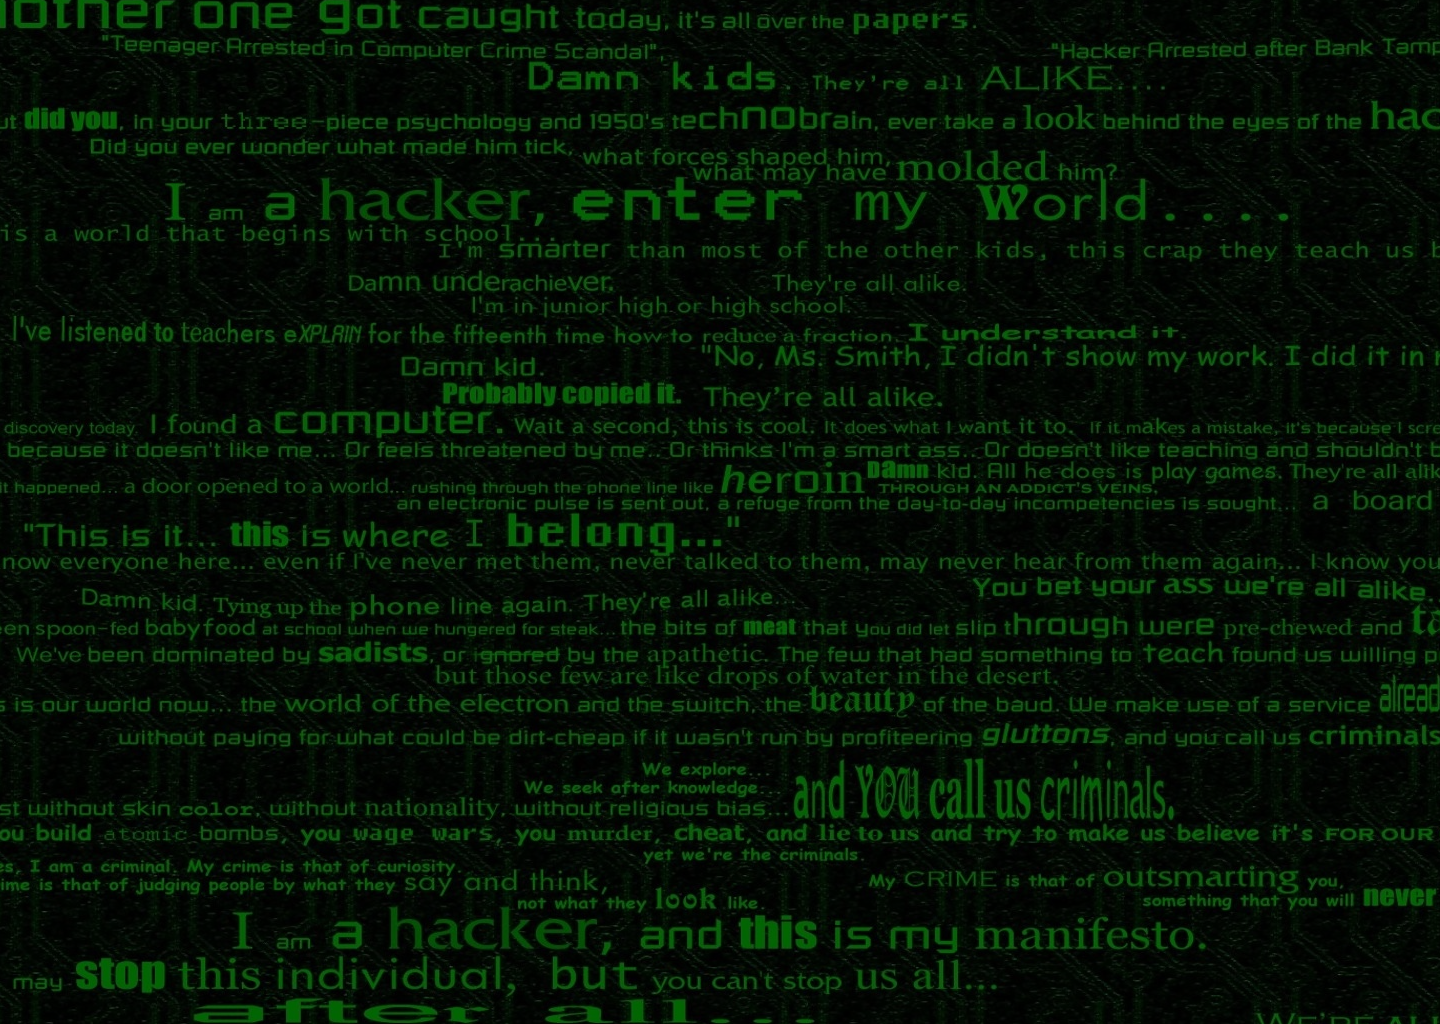 nother one got caught today, it's all over the papers.
"Teenager Arrested in Computer Crime Scandal", "Hacker Arrested after Bank Tamp
Damn kids. They're all ALIKE....
ut did you, in your three-piece psychology and 1950's techNObrain, ever take a look behind the eyes of the hac
Did you ever wonder what made him tick, what forces shaped him,
what may have molded him?
I am a hacker, enter my World....
is a world that begins with school...
I'm smarter than most of the other kids, this crap they teach us b
Damn underachiever. They're all alike.
I'm in junior high or high school.
I've listened to teachers eXPLAIN for the fifteenth time how to reduce a fraction. I understand it.
"No, Ms. Smith, I didn't show my work. I did it in m
Damn kid.
Probably copied it. They're all alike.
discovery today. I found a computer. Wait a second, this is cool. It does what I want it to. If it makes a mistake, it's because I scre
because it doesn't like me... Or feels threatened by me.. Or thinks I'm a smart ass.. Or doesn't like teaching and shouldn't b
Damn kid. All he does is play games. They're all alik
it happened... a door opened to a world... rushing through the phone line like heroin THROUGH AN ADDICT'S VEINS,
an electronic pulse is sent out, a refuge from the day-to-day incompetencies is sought... a board
"This is it... this is where I belong..."
now everyone here... even if I've never met them, never talked to them, may never hear from them again... I know you
Damn kid. Tying up the phone line again. They're all alike... You bet your ass we're all alike.
een spoon-fed baby food at school when we hungered for steak... the bits of meat that you did let slip through were pre-chewed and ta
We've been dominated by sadists, or ignored by the apathetic. The few that had something to teach found us willing p
but those few are like drops of water in the desert.
s is our world now... the world of the electron and the switch, the beauty of the baud. We make use of a service alread
without paying for what could be dirt-cheap if it wasn't run by profiteering gluttons, and you call us criminals
We explore...
We seek after knowledge... and YOU call us criminals.
st without skin color, without nationality, without religious bias...
ou build atomic bombs, you wage wars, you murder, cheat, and lie to us and try to make us believe it's FOR OUR
yet we're the criminals.
es, I am a criminal. My crime is that of curiosity.
ime is that of judging people by what they say and think, My CRIME is that of outsmarting you,
not what they look like. something that you will never
I am a hacker, and this is my manifesto.
may stop this individual, but you can't stop us all...
after all... WE'RE ALI